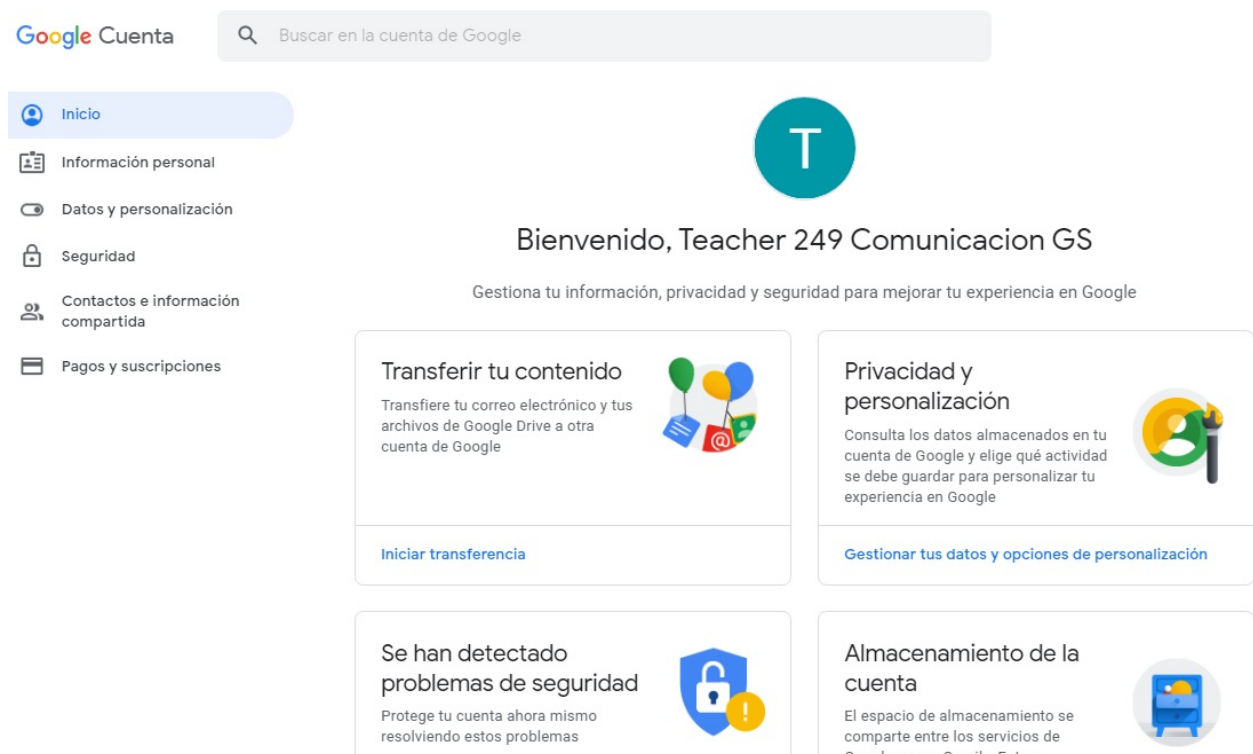 Google Cuenta
Buscar en la cuenta de Google
Inicio
Información personal
Datos y personalización
Seguridad
Contactos e información
compartida
Pagos y suscripciones
T
Bienvenido, Teacher 249 Comunicacion GS
Gestiona tu información, privacidad y seguridad para mejorar tu experiencia en Google
Transferir tu contenido
Transfiere tu correo electrónico y tus
archivos de Google Drive a otra
cuenta de Google
Iniciar transferencia
Privacidad y
personalización
Consulta los datos almacenados en tu
cuenta de Google y elige qué actividad
se debe guardar para personalizar tu
experiencia en Google
Gestionar tus datos y opciones de personalización
Se han detectado
problemas de seguridad
Protege tu cuenta ahora mismo
resolviendo estos problemas
Almacenamiento de la
cuenta
El espacio de almacenamiento se
comparte entre los servicios de